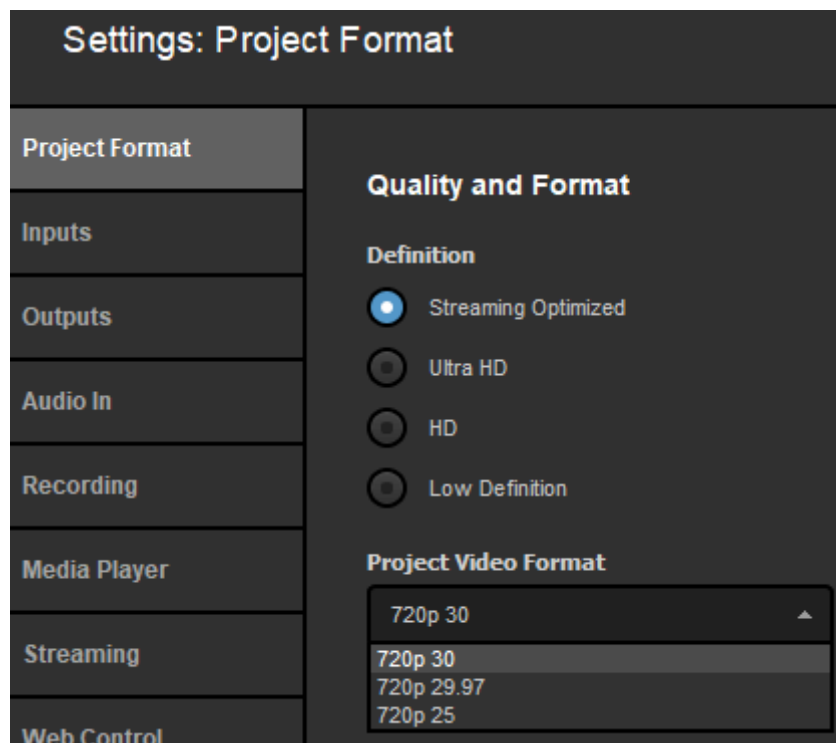 Settings: Project Format
Project Format
Inputs
Outputs
Audio In
Recording
Media Player
Streaming
Web Control
Quality and Format
Definition
Streaming Optimized
Ultra HD
HD
Low Definition
Project Video Format
720p 30
720p 30
720p 29.97
720p 25